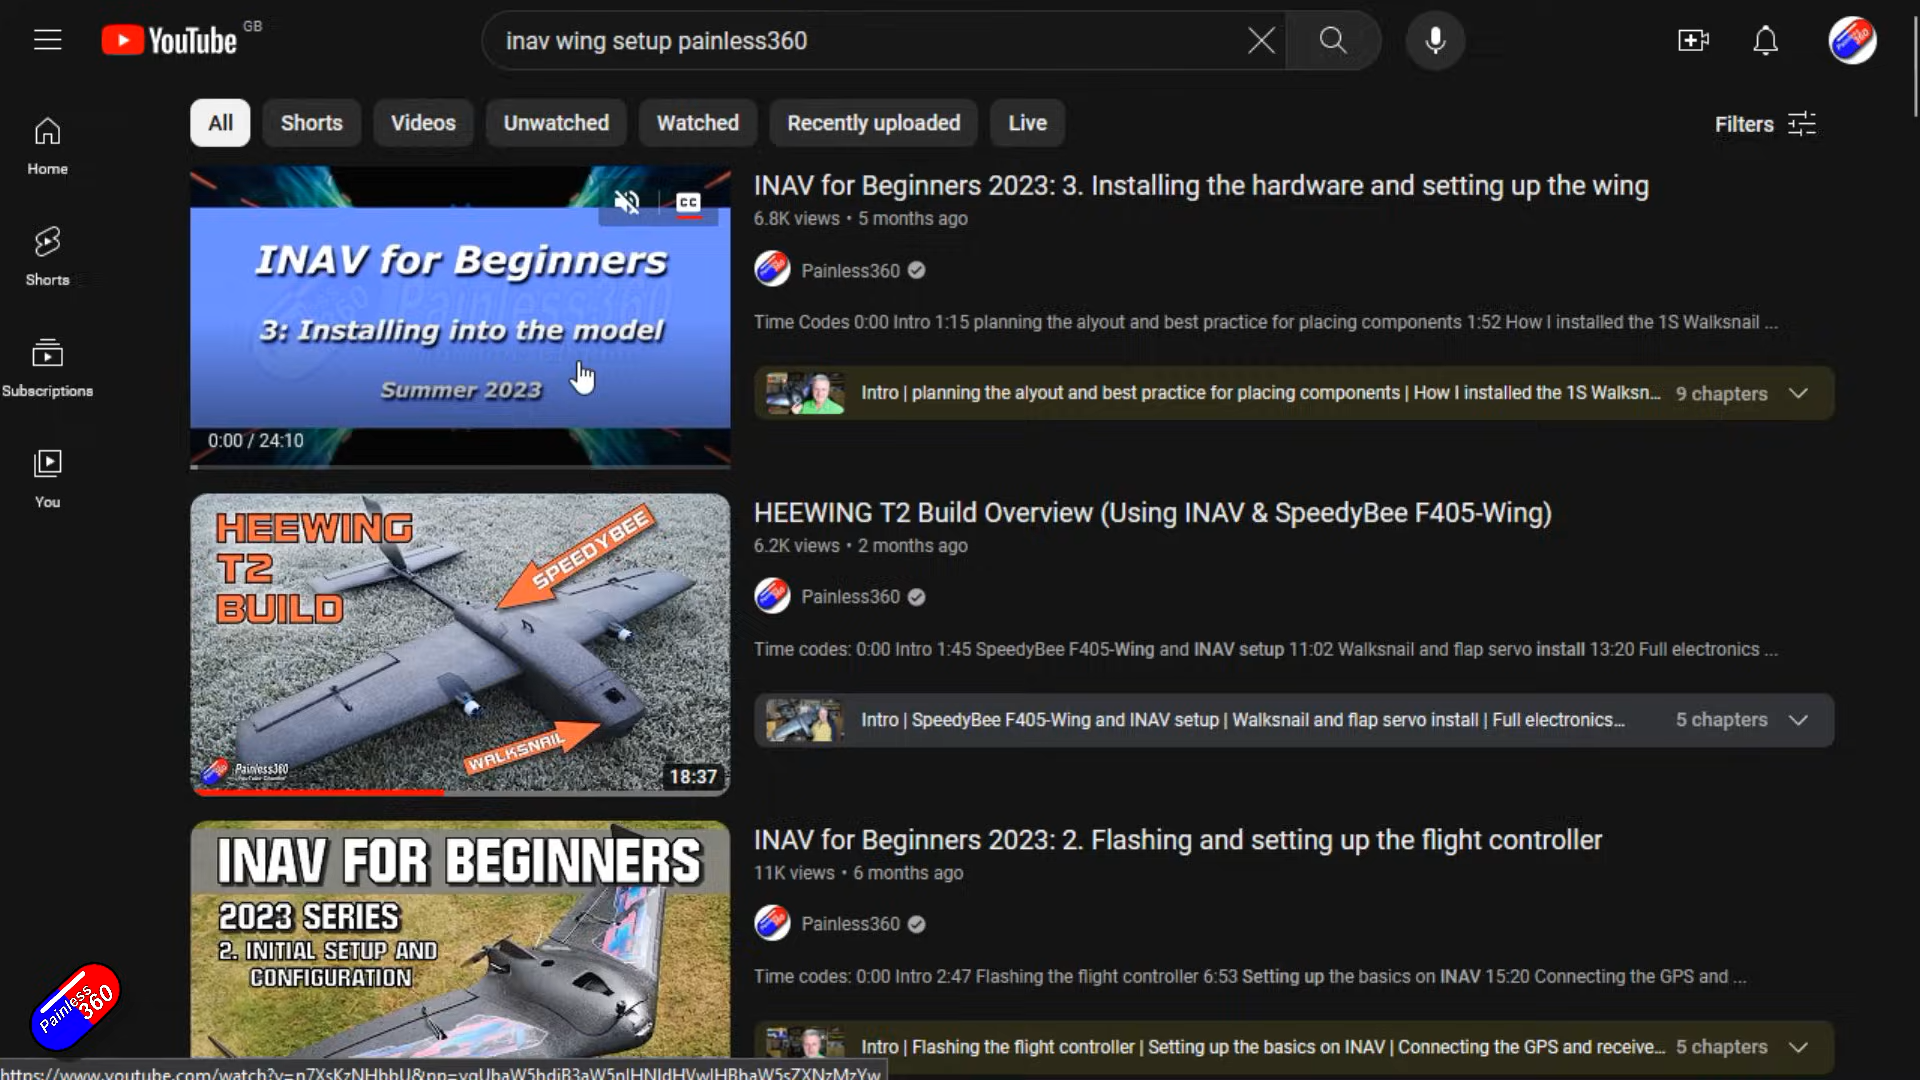 YouTube GB
inav wing setup painless360
All
Shorts
Videos
Unwatched
Watched
Recently uploaded
Live
Filters
Home
Shorts
Subscriptions
You
CC
INAV for Beginners
3: Installing into the model
Summer 2023
0:00 / 24:10
INAV for Beginners 2023: 3. Installing the hardware and setting up the wing
6.8K views • 5 months ago
Painless360
Time Codes 0:00 Intro 1:15 planning the alyout and best practice for placing components 1:52 How I installed the 1S Walksnail ...
Intro | planning the alyout and best practice for placing components | How I installed the 1S Walksn...
9 chapters
HEEWING
T2
BUILD
SPEEDYBEE
WALKSNAIL
Painless360
18:37
HEEWING T2 Build Overview (Using INAV & SpeedyBee F405-Wing)
6.2K views • 2 months ago
Painless360
Time codes: 0:00 Intro 1:45 SpeedyBee F405-Wing and INAV setup 11:02 Walksnail and flap servo install 13:20 Full electronics ...
Intro | SpeedyBee F405-Wing and INAV setup | Walksnail and flap servo install | Full electronics...
5 chapters
INAV FOR BEGINNERS
2023 SERIES
2. INITIAL SETUP AND
CONFIGURATION
INAV for Beginners 2023: 2. Flashing and setting up the flight controller
11K views • 6 months ago
Painless360
Time codes: 0:00 Intro 2:47 Flashing the flight controller 6:53 Setting up the basics on INAV 15:20 Connecting the GPS and ...
Intro | Flashing the flight controller | Setting up the basics on INAV | Connecting the GPS and receive...
5 chapters
Painless
360